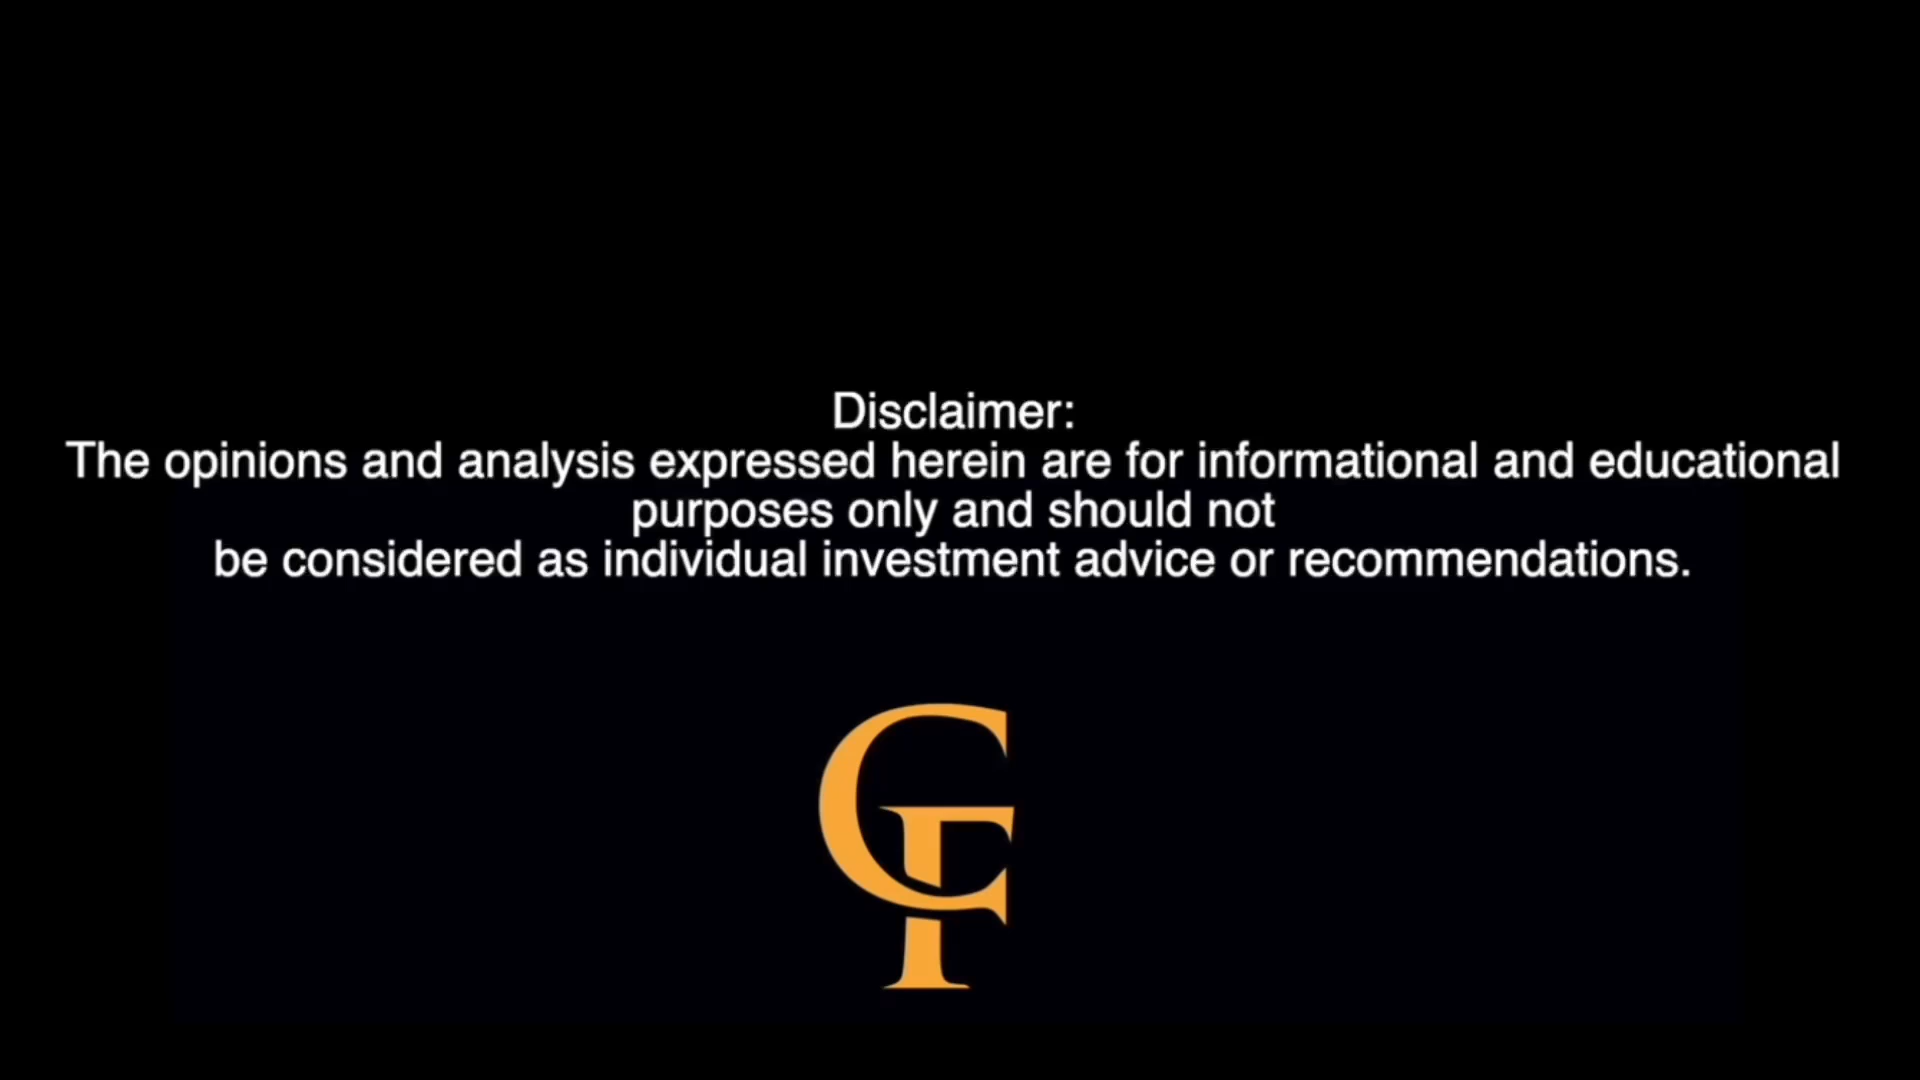 Disclaimer:
The opinions and analysis expressed herein are for informational and educational
purposes only and should not
be considered as individual investment advice or recommendations.
CF